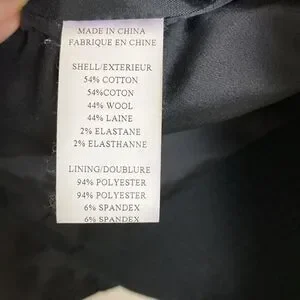 MADE IN CHINA
FABRIQUE EN CHINE
SHELL/EXTERIEUR
54% COTTON
54%COTON
44% WOOL
44% LAINE
2% ELASTANE
2% ELASTHANNE
LINING/DOUBLURE
94% POLYESTER
94% POLYESTER
6% SPANDEX
6% SPANDEX